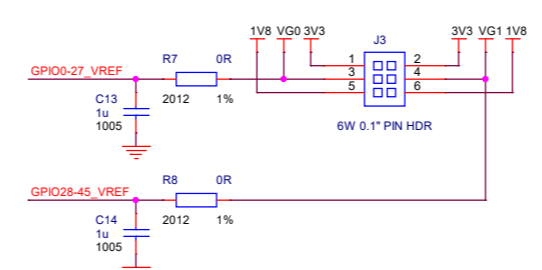 1V8 VG0 3V3
J3
3V3 VG1 1V8
R7 0R
GPIO0-27_VREF
1 2
3 4
5 6
C13
1u
1005
2012 1%
6W 0.1" PIN HDR
R8 0R
GPIO28-45_VREF
C14
1u
1005
2012 1%